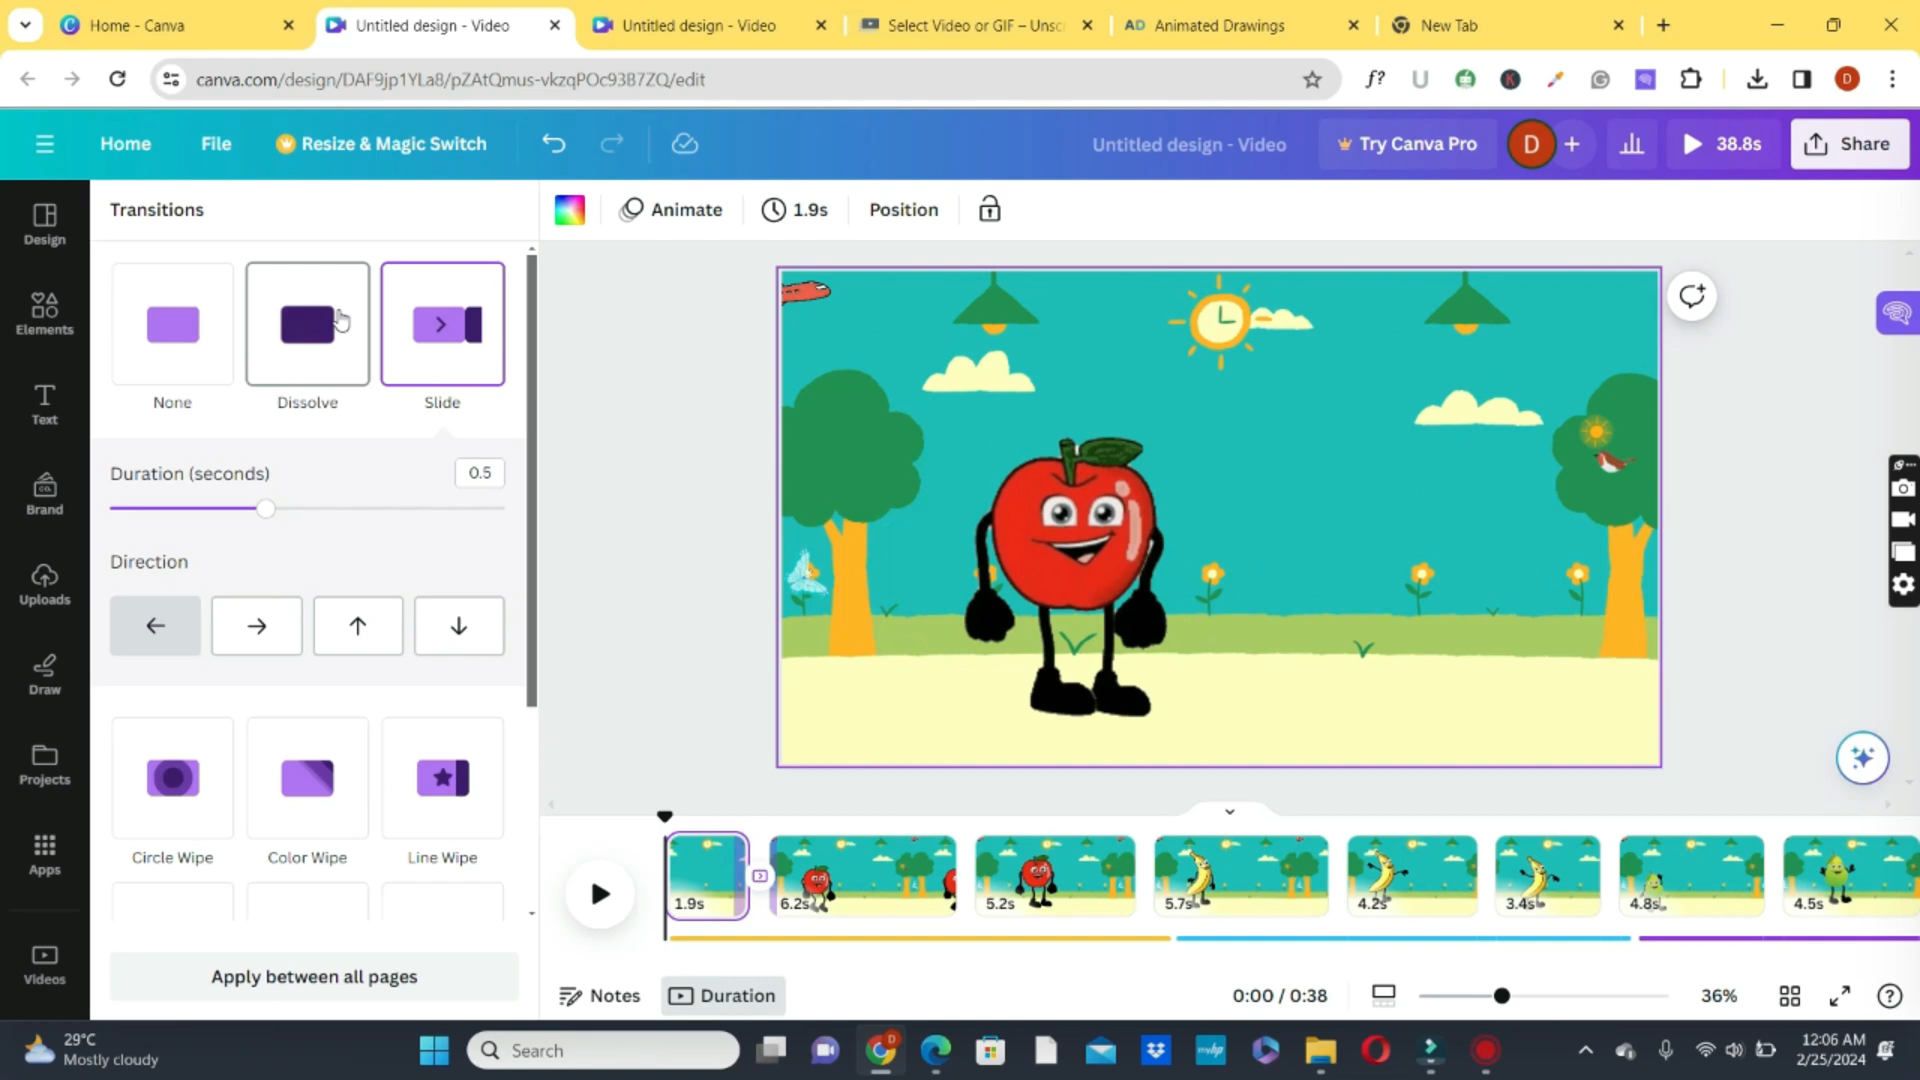 Home - Canva
Untitled design - Video
Untitled design - Video
Select Video or GIF – Unsc
AD Animated Drawings
New Tab
canva.com/design/DAF9jp1YLa8/pZAtQmus-vkzqPOc93B7ZQ/edit
f?
U
D
Home
File
Resize & Magic Switch
Untitled design - Video
Try Canva Pro
D
38.8s
Share
Design
Elements
Text
Brand
Uploads
Draw
Projects
Apps
Videos
Transitions
None
Dissolve
Slide
Duration (seconds)
0.5
Direction
Circle Wipe
Color Wipe
Line Wipe
Apply between all pages
Animate
1.9s
Position
1.9s
6.2s
5.2s
5.7s
4.2s
3.4s
4.8s
4.5s
Notes
Duration
0:00 / 0:38
36%
29°C
Mostly cloudy
Search
myhp
12:06 AM
2/25/2024